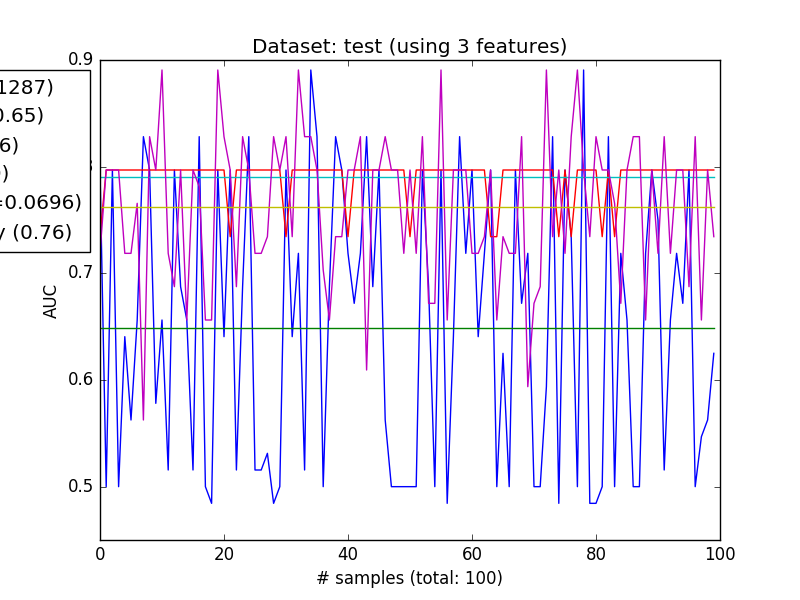 Dataset: test (using 3 features)
0.9
1287)
0.65)
6)
)
=0.0696)
y (0.76)
0.7
0.6
0.5
AUC
0 20 40 60 80 100
# samples (total: 100)